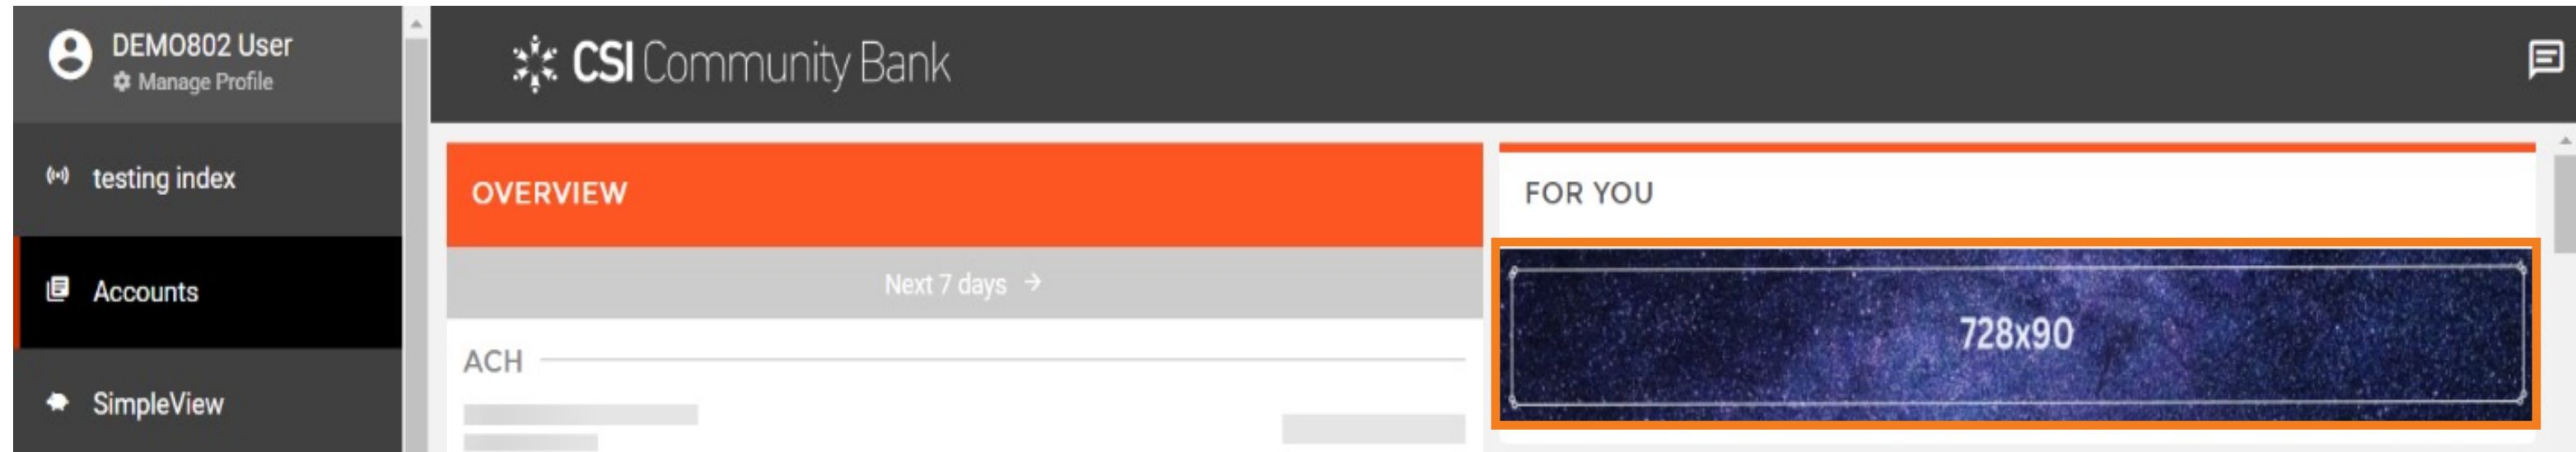 DEMO802 User
Manage Profile
testing index
Accounts
SimpleView
CSI Community Bank
OVERVIEW
Next 7 days →
ACH
FOR YOU
728x90